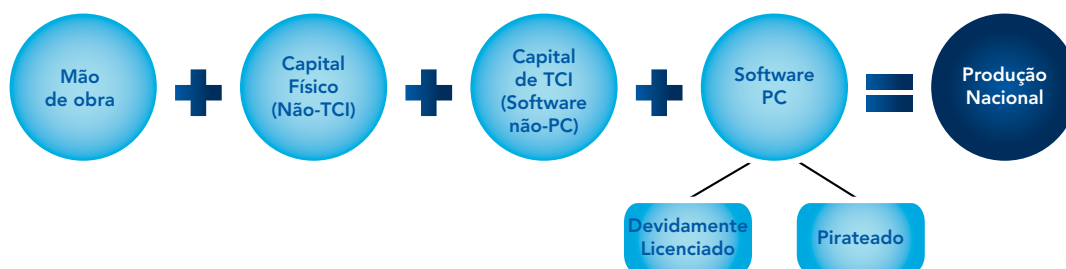 Mão
de obra
+
Capital
Físico
(Não-TCI)
+
Capital
de TCI
(Software
não-PC)
+
Software
PC
=
Produção
Nacional
Devidamente
Licenciado
Pirateado